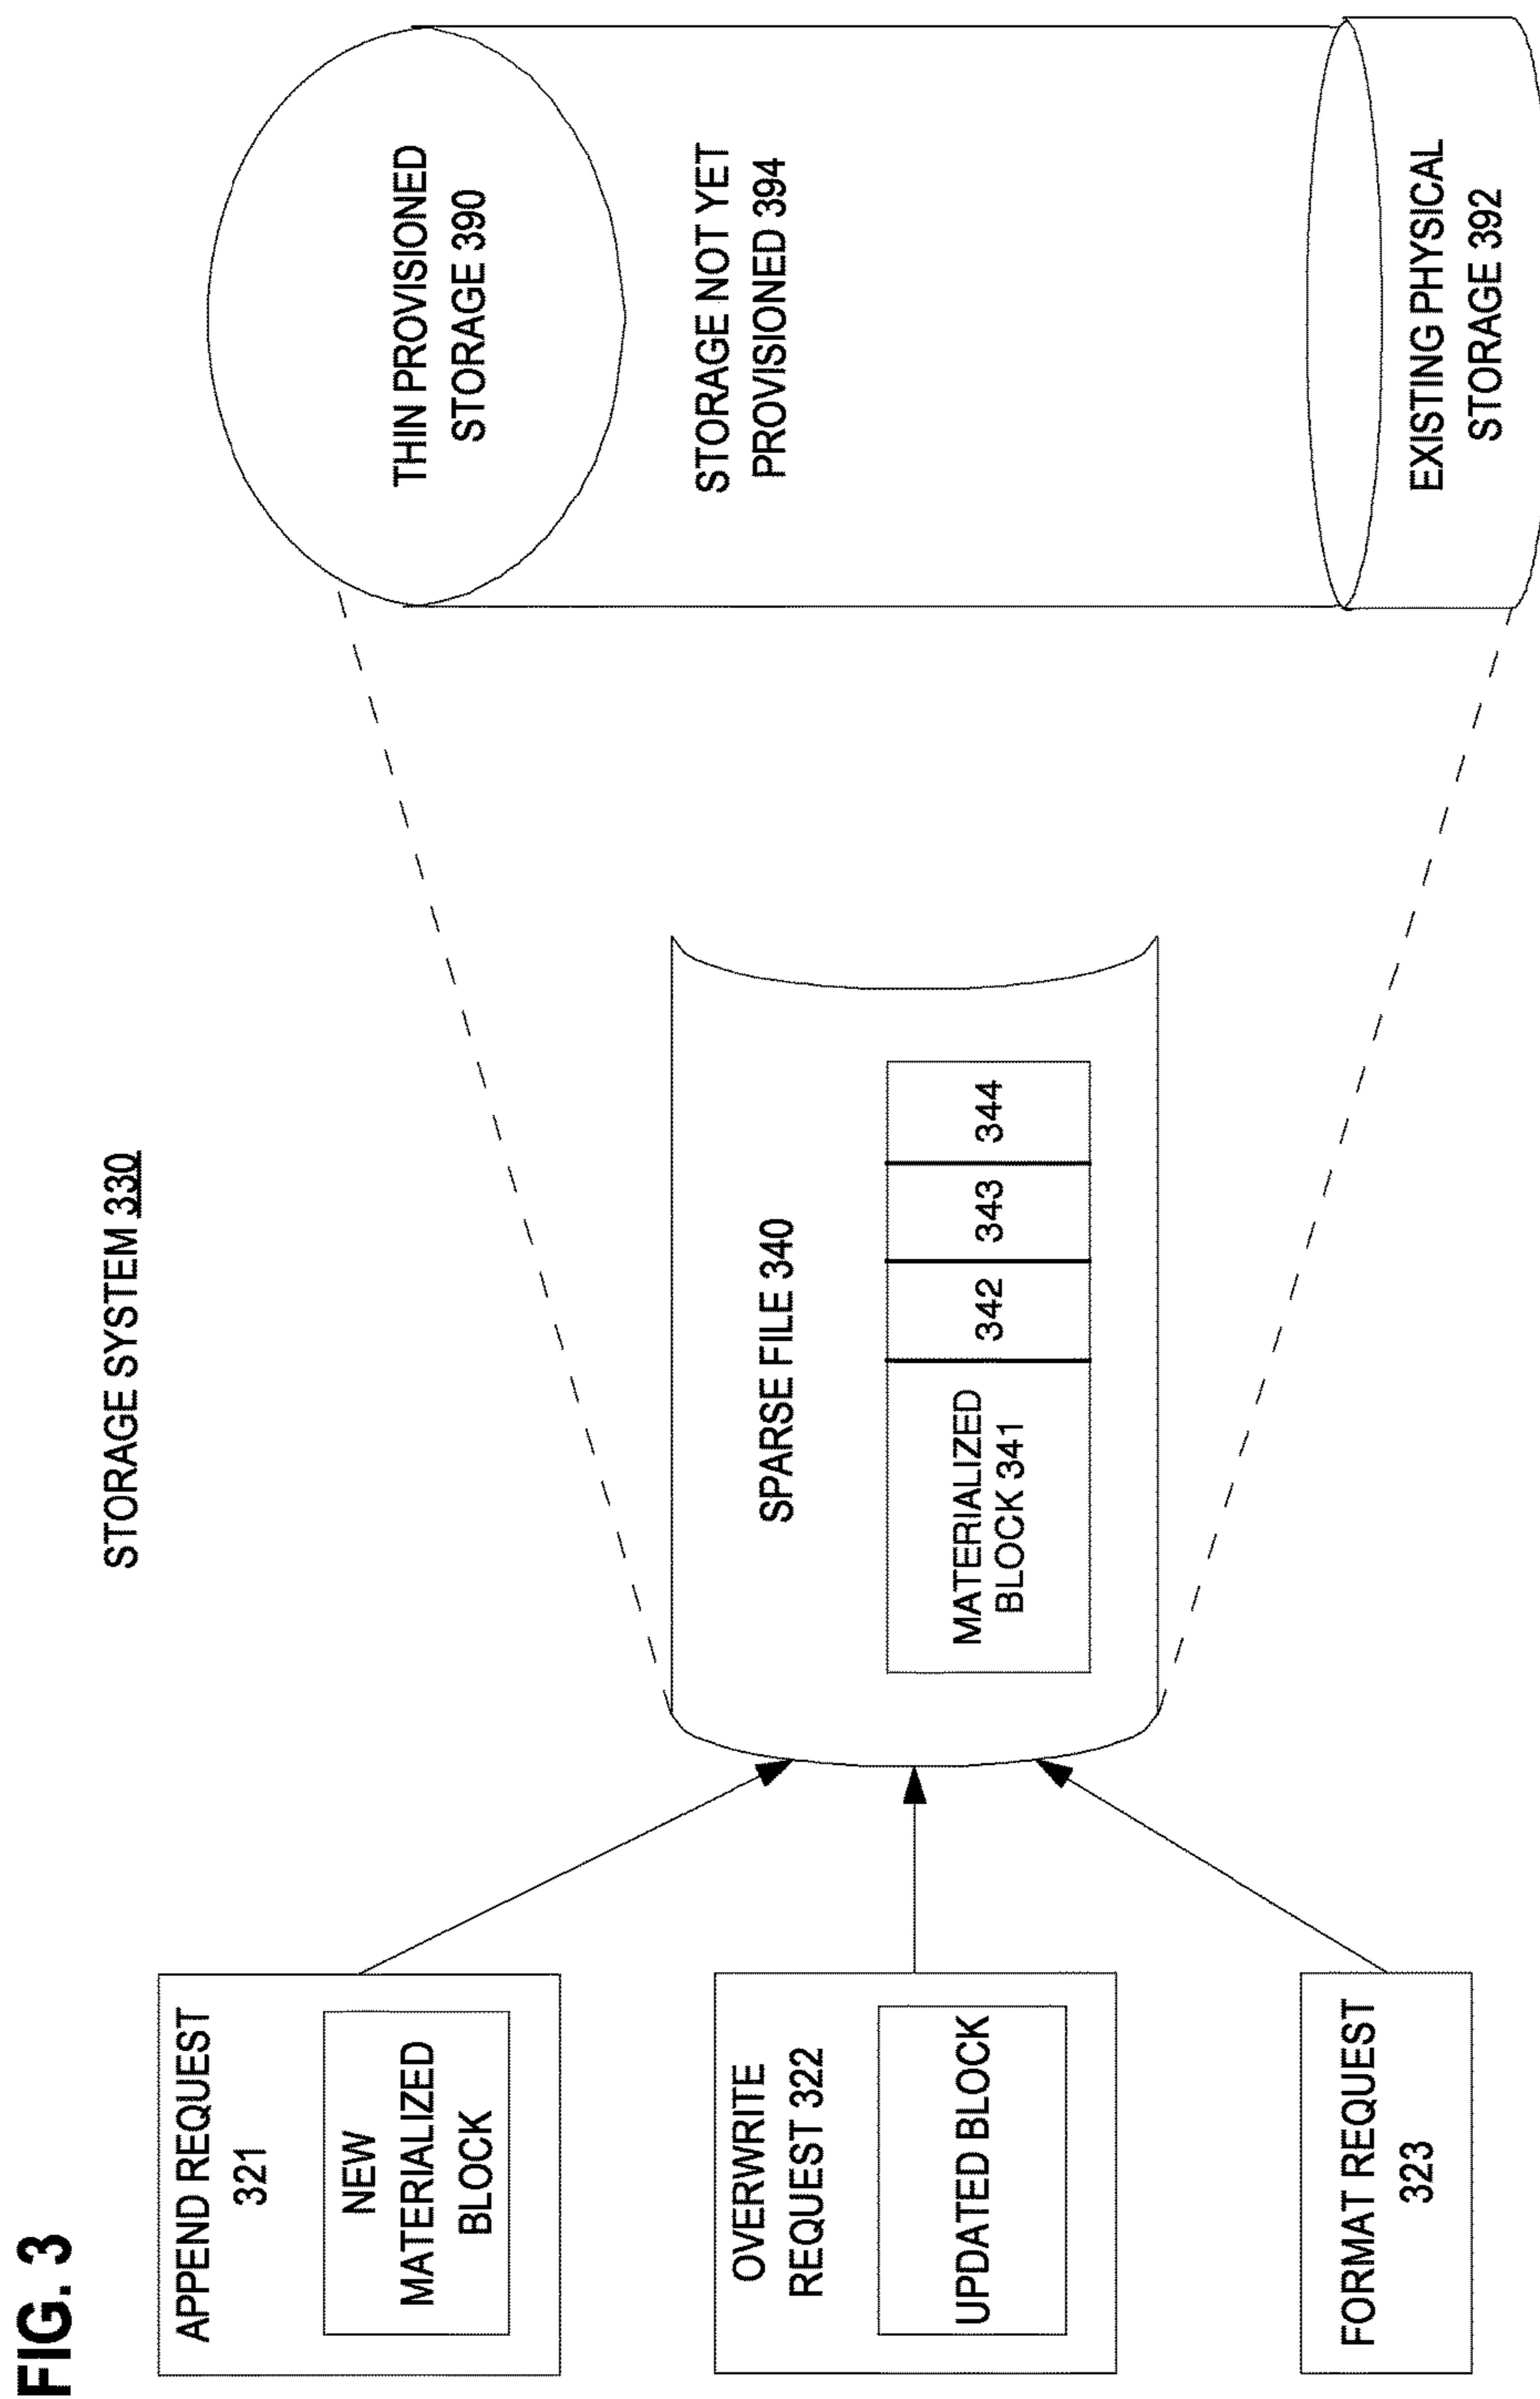 FIG. 3
STORAGE SYSTEM 330
APPEND REQUEST
321
NEW
MATERIALIZED
BLOCK
OVERWRITE
REQUEST 322
UPDATED BLOCK
FORMAT REQUEST
323
SPARSE FILE 340
MATERIALIZED
BLOCK 341
342
343
344
THIN PROVISIONED
STORAGE 390
STORAGE NOT YET
PROVISIONED 394
EXISTING PHYSICAL
STORAGE 392